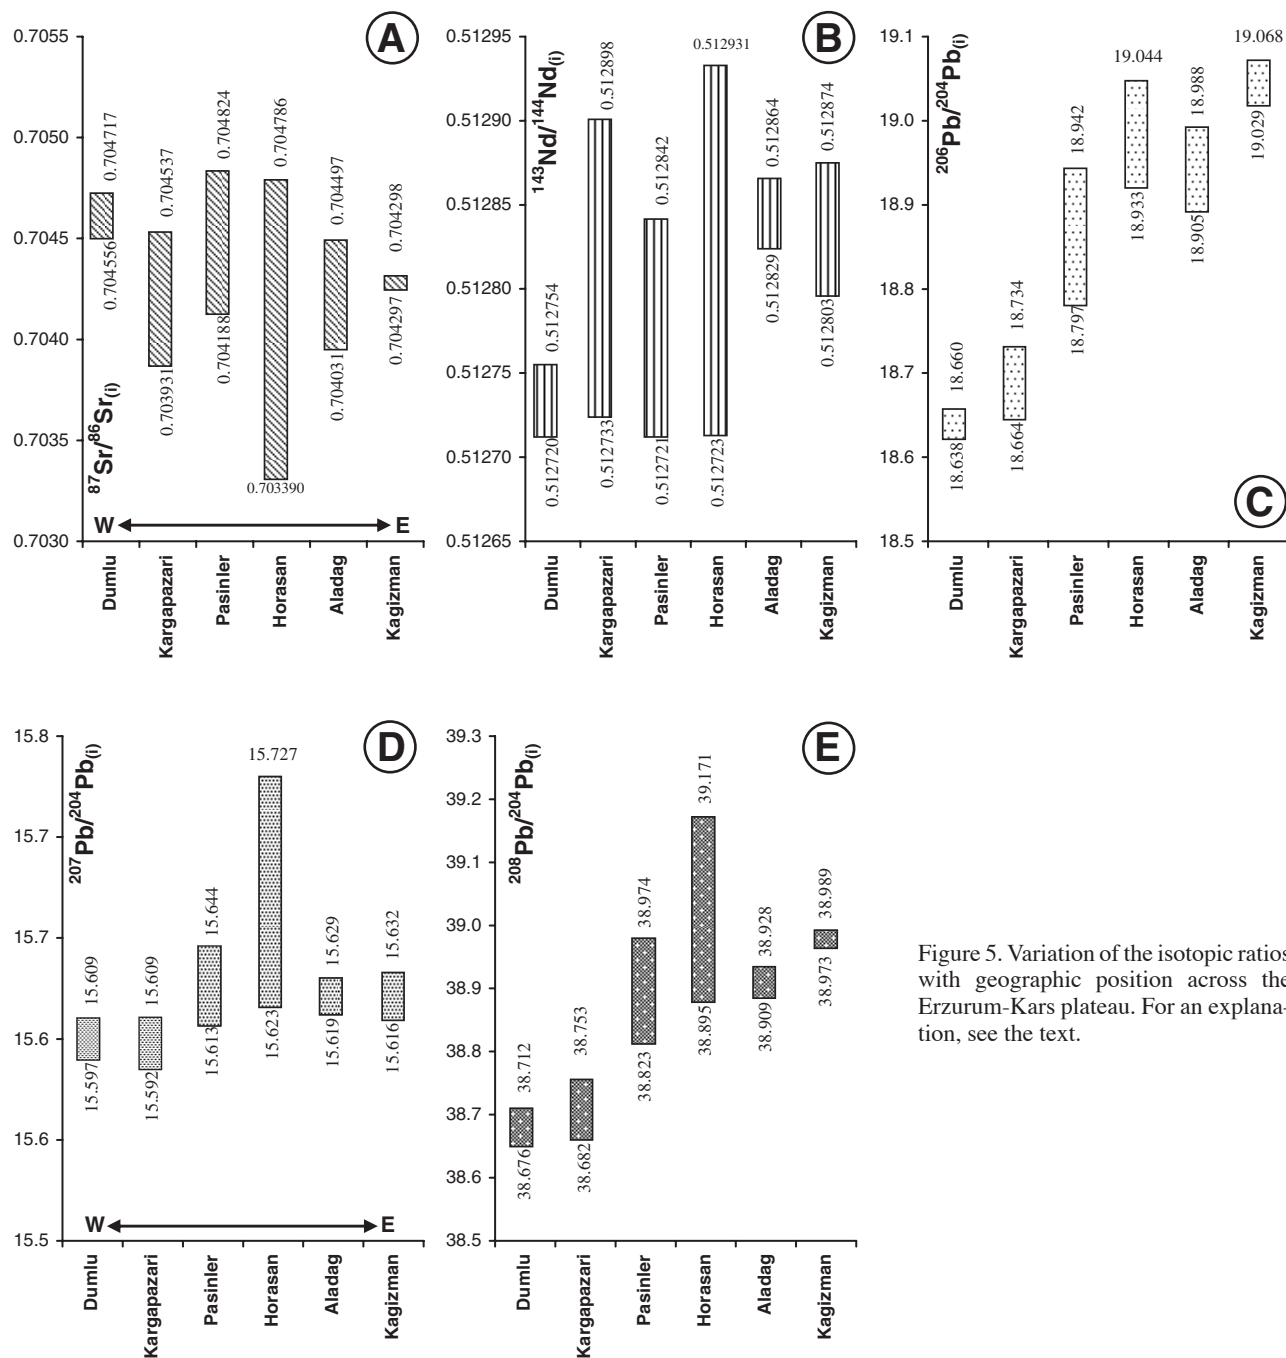 A
0.7055
0.7050
0.7045
0.7040
0.7035
0.7030
87Sr/86Sr(i)
0.704717
0.704556
0.704537
0.703931
0.704824
0.704188
0.704786
0.703390
0.704497
0.704031
0.704298
0.704297
W E
Dumlu
Kargapazari
Pasinler
Horasan
Aladag
Kagizman
B
0.51295
0.51290
0.51285
0.51280
0.51275
0.51270
0.51265
143Nd/144Nd(i)
0.512754
0.512720
0.512898
0.512733
0.512842
0.512721
0.512931
0.512723
0.512864
0.512829
0.512874
0.512803
Dumlu
Kargapazari
Pasinler
Horasan
Aladag
Kagizman
C
19.1
19.0
18.9
18.8
18.7
18.6
18.5
206Pb/204Pb(i)
18.660
18.638
18.734
18.664
18.942
18.797
19.044
18.933
18.988
18.905
19.068
19.029
Dumlu
Kargapazari
Pasinler
Horasan
Aladag
Kagizman
D
15.8
15.7
15.7
15.6
15.6
15.5
207Pb/204Pb(i)
15.609
15.597
15.609
15.592
15.644
15.613
15.727
15.623
15.629
15.619
15.632
15.616
W E
Dumlu
Kargapazari
Pasinler
Horasan
Aladag
Kagizman
E
39.3
39.2
39.1
39.0
38.9
38.8
38.7
38.6
38.5
208Pb/204Pb(i)
38.712
38.676
38.753
38.682
38.974
38.823
39.171
38.895
38.928
38.909
38.989
38.973
Dumlu
Kargapazari
Pasinler
Horasan
Aladag
Kagizman
Figure 5. Variation of the isotopic ratios
with geographic position across the
Erzurum-Kars plateau. For an explana-
tion, see the text.